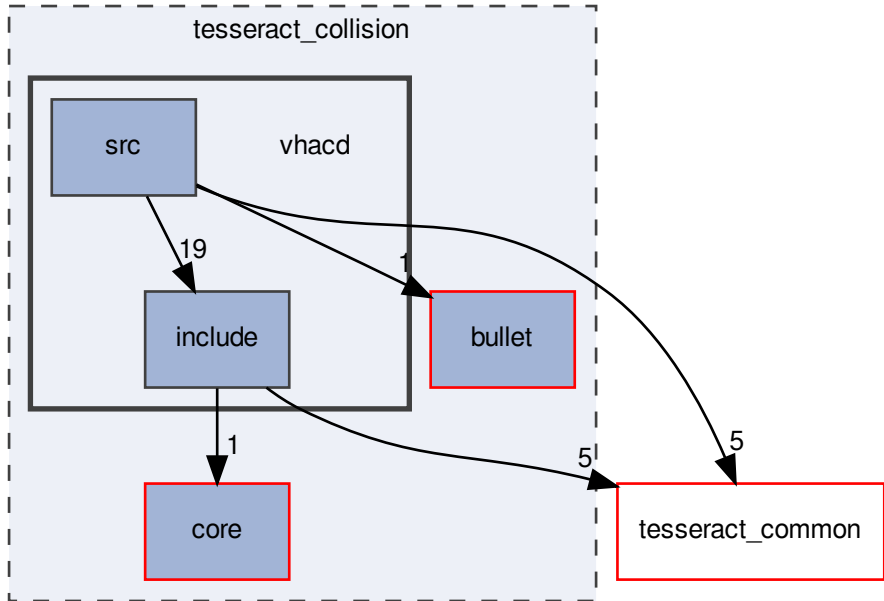 tesseract_collision
src
vhacd
19
1
include
bullet
1
5
5
core
tesseract_common